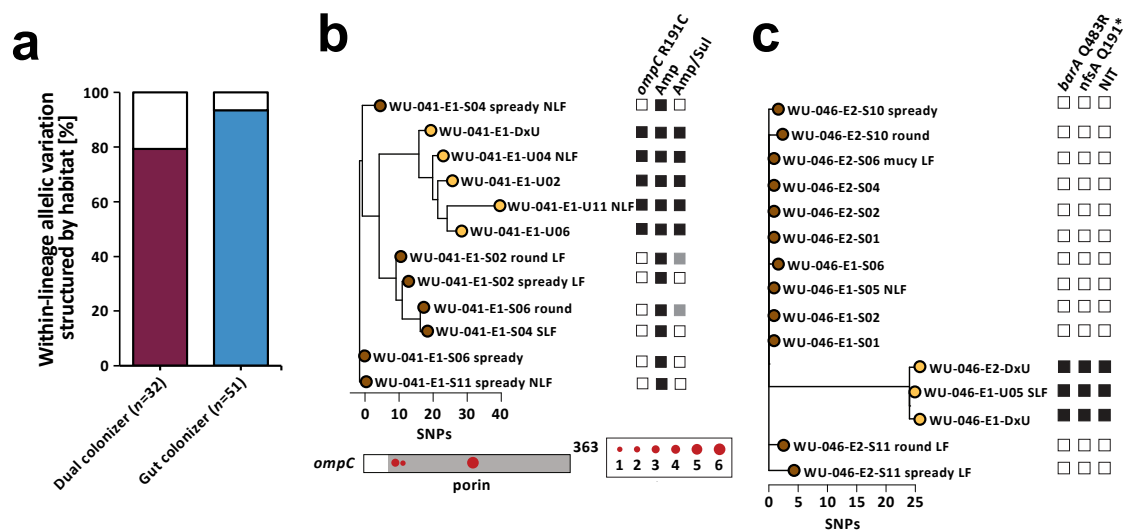 a
Within-lineage allelic variation
structured by habitat [%]
100
80
60
40
20
0
Dual colonizer (n=32)
Gut colonizer (n=51)
b
ompC R191C
Amp
Amp/Sul
WU-041-E1-S04 spready NLF
WU-041-E1-DxU
WU-041-E1-U04 NLF
WU-041-E1-U02
WU-041-E1-U11 NLF
WU-041-E1-U06
WU-041-E1-S02 round LF
WU-041-E1-S02 spready LF
WU-041-E1-S06 round
WU-041-E1-S04 SLF
WU-041-E1-S06 spready
WU-041-E1-S11 spready NLF
0 10 20 30 40
SNPs
ompC
363
porin
1 2 3 4 5 6
c
barA Q483R
nfsA Q191*
NIT
WU-046-E2-S10 spready
WU-046-E2-S10 round
WU-046-E2-S06 mucy LF
WU-046-E2-S04
WU-046-E2-S02
WU-046-E2-S01
WU-046-E1-S06
WU-046-E1-S05 NLF
WU-046-E1-S02
WU-046-E1-S01
WU-046-E2-DxU
WU-046-E1-U05 SLF
WU-046-E1-DxU
WU-046-E2-S11 round LF
WU-046-E2-S11 spready LF
0 5 10 15 20 25
SNPs